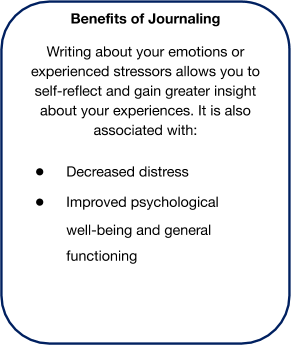 Benefits of Journaling
Writing about your emotions or
experienced stressors allows you to
self-reflect and gain greater insight
about your experiences. It is also
associated with:
● Decreased distress
● Improved psychological
well-being and general
functioning